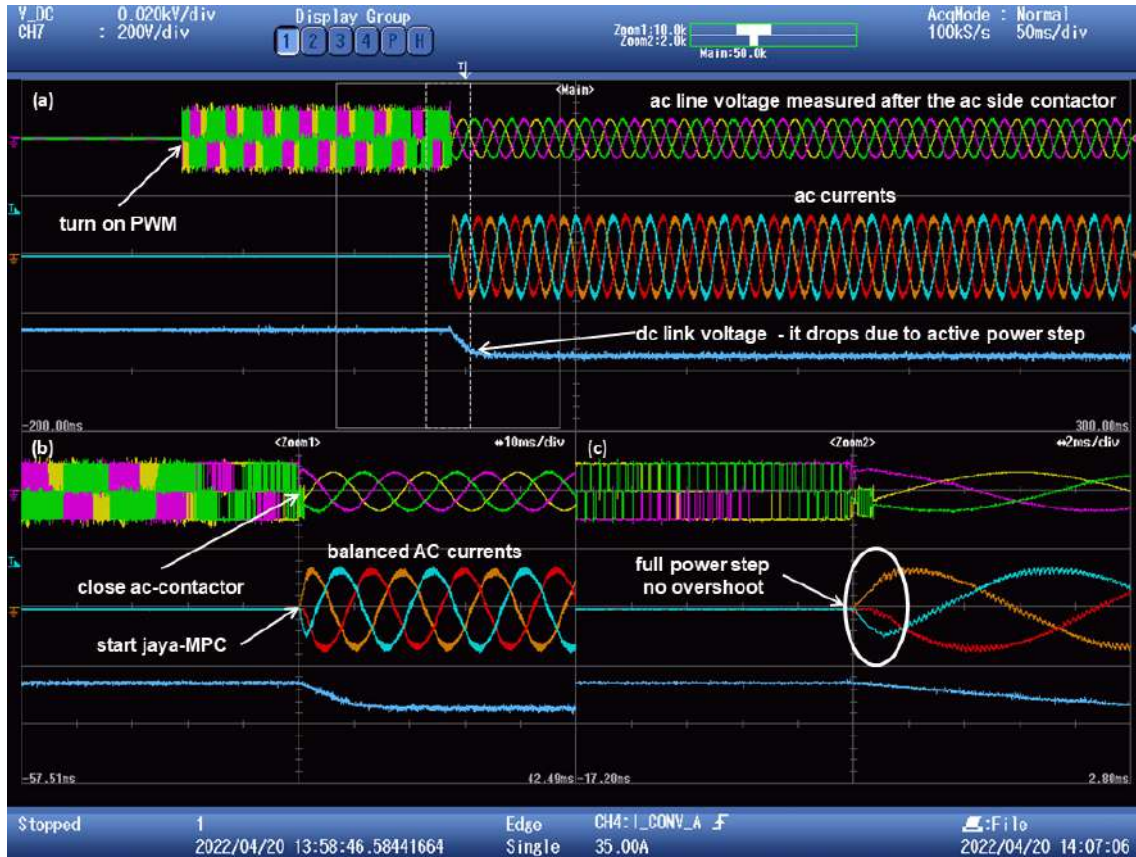 V_DC 0.020kV/div
CH7 : 200V/div
Display Group
1 2 3 4 P H
Zoom1:10.0k
Zoom2:2.0k
Main:50.0k
AcqMode : Normal
100kS/s 50ms/div
(a)
<Main>
ac line voltage measured after the ac side contactor
turn on PWM
ac currents
dc link voltage - it drops due to active power step
-200.00ms
300.00ms
(b)
<Zoom1>
↔10ms/div
(c)
<Zoom2>
↔2ms/div
balanced AC currents
close ac-contactor
start jaya-MPC
full power step
no overshoot
-57.51ms
42.49ms
-17.20ms
2.80ms
Stopped
1
2022/04/20 13:58:46.58441664
Edge
Single
CH4:I_CONV_A
35.00A
:File
2022/04/20 14:07:06